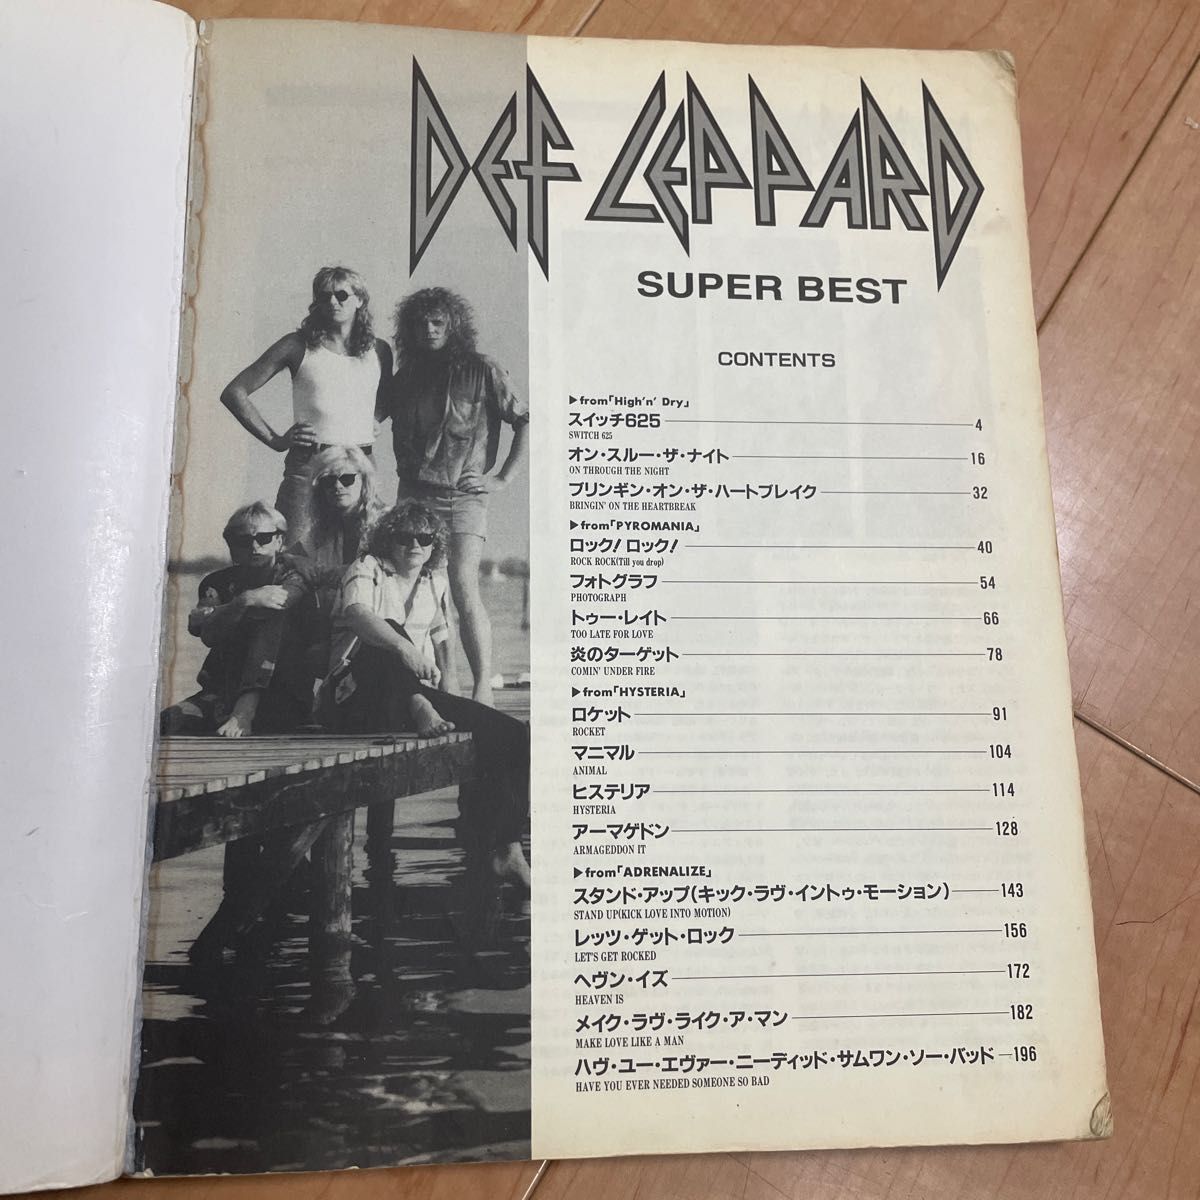 DEF LEPPARD
SUPER BEST
CONTENTS
▶from「High'n' Dry」
スイッチ625 4
SWITCH 625
オン・スルー・ザ・ナイト 16
ON THROUGH THE NIGHT
ブリンギン・オン・ザ・ハートブレイク 32
BRINGIN' ON THE HEARTBREAK
▶from「PYROMANIA」
ロック! ロック! 40
ROCK ROCK(Till you drop)
フォトグラフ 54
PHOTOGRAPH
トゥー・レイト 66
TOO LATE FOR LOVE
炎のターゲット 78
COMIN' UNDER FIRE
▶from「HYSTERIA」
ロケット 91
ROCKET
マニマル 104
ANIMAL
ヒステリア 114
HYSTERIA
アーマゲドン 128
ARMAGEDDON IT
▶from「ADRENALIZE」
スタンド・アップ(キック・ラヴ・イントゥ・モーション) 143
STAND UP(KICK LOVE INTO MOTION)
レッツ・ゲット・ロック 156
LET'S GET ROCKED
ヘヴン・イズ 172
HEAVEN IS
メイク・ラヴ・ライク・ア・マン 182
MAKE LOVE LIKE A MAN
ハヴ・ユー・エヴァー・ニーディッド・サムワン・ソー・バッド 196
HAVE YOU EVER NEEDED SOMEONE SO BAD